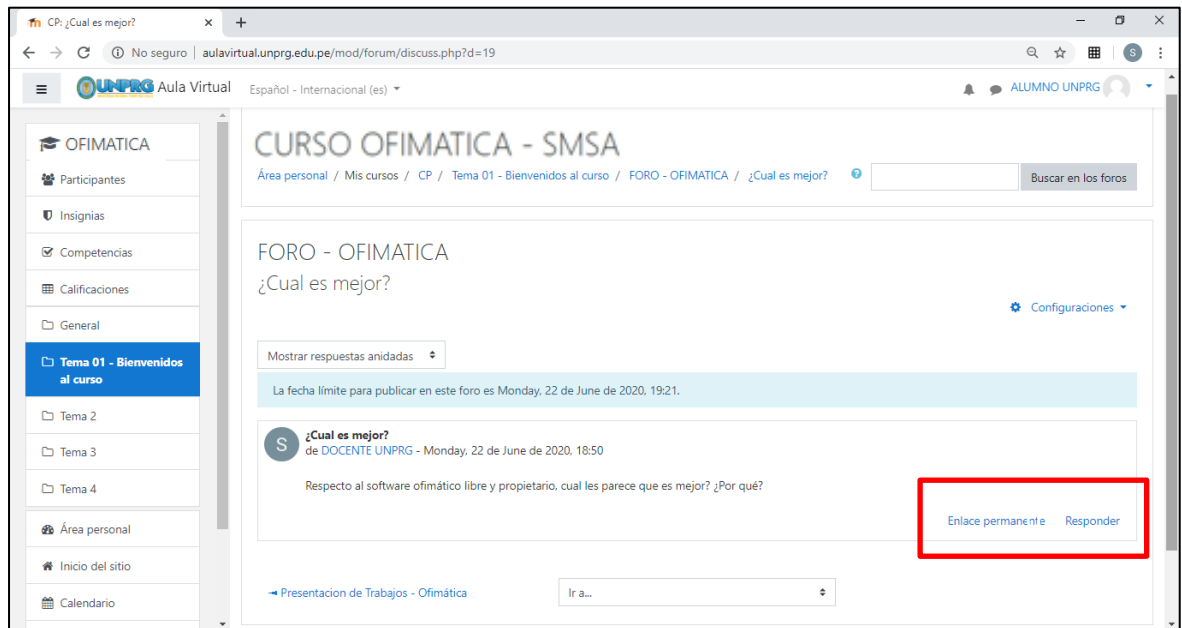 CP: ¿Cual es mejor?
No seguro | aulavirtual.unprg.edu.pe/mod/forum/discuss.php?d=19
S
UNPRG Aula Virtual
Español - Internacional (es)
ALUMNO UNPRG
OFIMATICA
Participantes
Insignias
Competencias
Calificaciones
General
Tema 01 - Bienvenidos
al curso
Tema 2
Tema 3
Tema 4
Área personal
Inicio del sitio
Calendario
CURSO OFIMATICA - SMSA
Área personal / Mis cursos / CP / Tema 01 - Bienvenidos al curso / FORO - OFIMATICA / ¿Cual es mejor?
Buscar en los foros
FORO - OFIMATICA
¿Cual es mejor?
Configuraciones
Mostrar respuestas anidadas
La fecha límite para publicar en este foro es Monday, 22 de June de 2020, 19:21.
S
¿Cual es mejor?
de DOCENTE UNPRG - Monday, 22 de June de 2020, 18:50
Respecto al software ofimático libre y propietario, cual les parece que es mejor? ¿Por qué?
Enlace permanente Responder
Presentacion de Trabajos - Ofimática
Ir a...